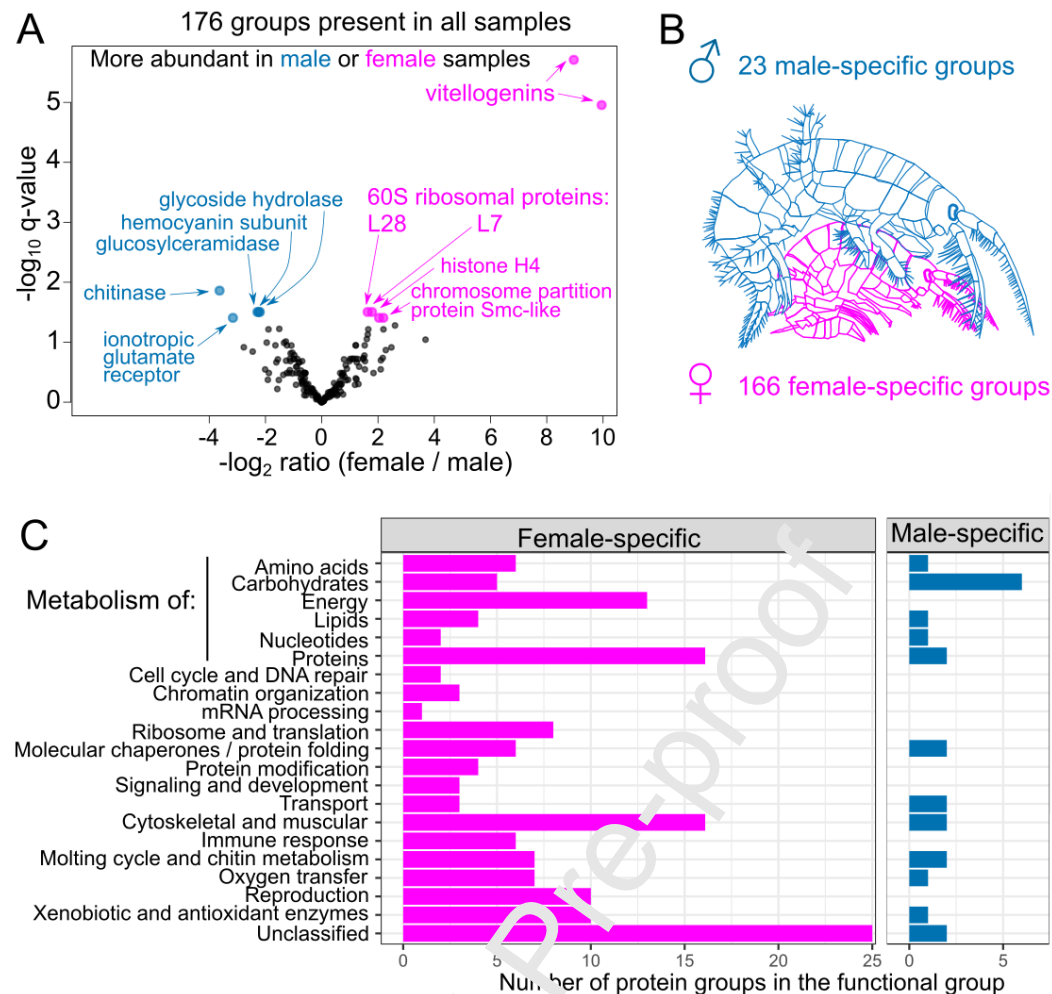 A
176 groups present in all samples
More abundant in male or female samples
vitellogenins
glycoside hydrolase
hemocyanin subunit
glucosylceramidase
chitinase
ionotropic
glutamate
receptor
60S ribosomal proteins:
L28 L7
histone H4
chromosome partition
protein Smc-like
-log10 q-value
5
4
3
2
1
0
-4 -2 0 2 4 6 8 10
-log2 ratio (female / male)
B
♂ 23 male-specific groups
♀ 166 female-specific groups
C
Female-specific Male-specific
Metabolism of:
Amino acids
Carbohydrates
Energy
Lipids
Nucleotides
Proteins
Cell cycle and DNA repair
Chromatin organization
mRNA processing
Ribosome and translation
Molecular chaperones / protein folding
Protein modification
Signaling and development
Transport
Cytoskeletal and muscular
Immune response
Molting cycle and chitin metabolism
Oxygen transfer
Reproduction
Xenobiotic and antioxidant enzymes
Unclassified
0 5 10 15 20 25 0 5
Number of protein groups in the functional group
Pre-proof